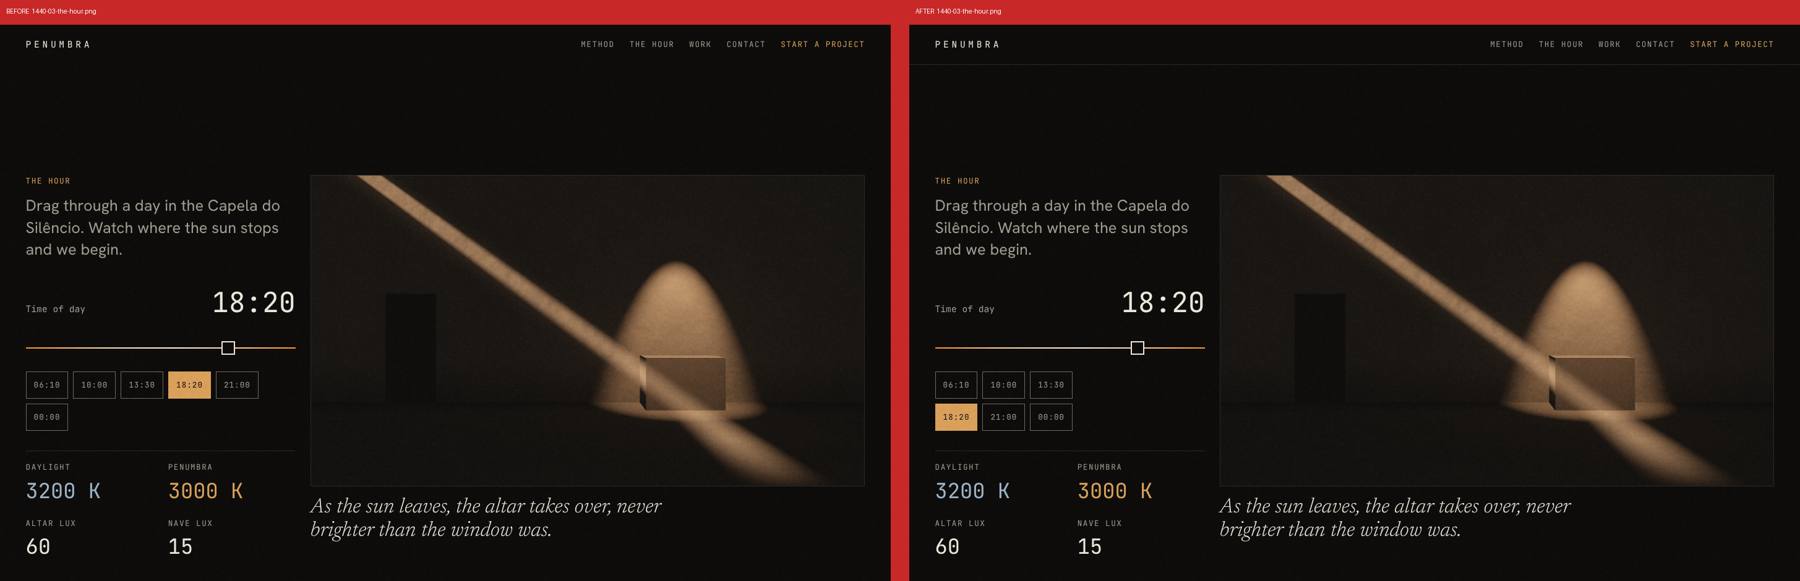 BEFORE 1440-03-the-hour.png
PENUMBRA
METHOD THE HOUR WORK CONTACT START A PROJECT
THE HOUR
Drag through a day in the Capela do
Silêncio. Watch where the sun stops
and we begin.
Time of day 18:20
06:10 10:00 13:30 18:20 21:00
00:00
DAYLIGHT PENUMBRA
3200 K 3000 K
ALTAR LUX NAVE LUX
60 15
As the sun leaves, the altar takes over, never
brighter than the window was.
AFTER 1440-03-the-hour.png
PENUMBRA
METHOD THE HOUR WORK CONTACT START A PROJECT
THE HOUR
Drag through a day in the Capela do
Silêncio. Watch where the sun stops
and we begin.
Time of day 18:20
06:10 10:00 13:30
18:20 21:00 00:00
DAYLIGHT PENUMBRA
3200 K 3000 K
ALTAR LUX NAVE LUX
60 15
As the sun leaves, the altar takes over, never
brighter than the window was.